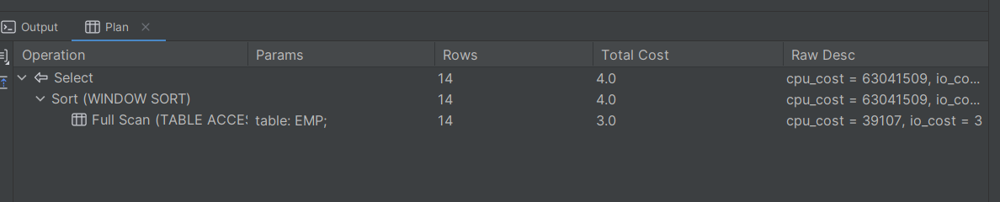 Output Plan
Operation Params Rows Total Cost Raw Desc
Select 14 4.0 cpu_cost = 63041509, io_co...
Sort (WINDOW SORT) 14 4.0 cpu_cost = 63041509, io_co...
Full Scan (TABLE ACCES table: EMP; 14 3.0 cpu_cost = 39107, io_cost = 3